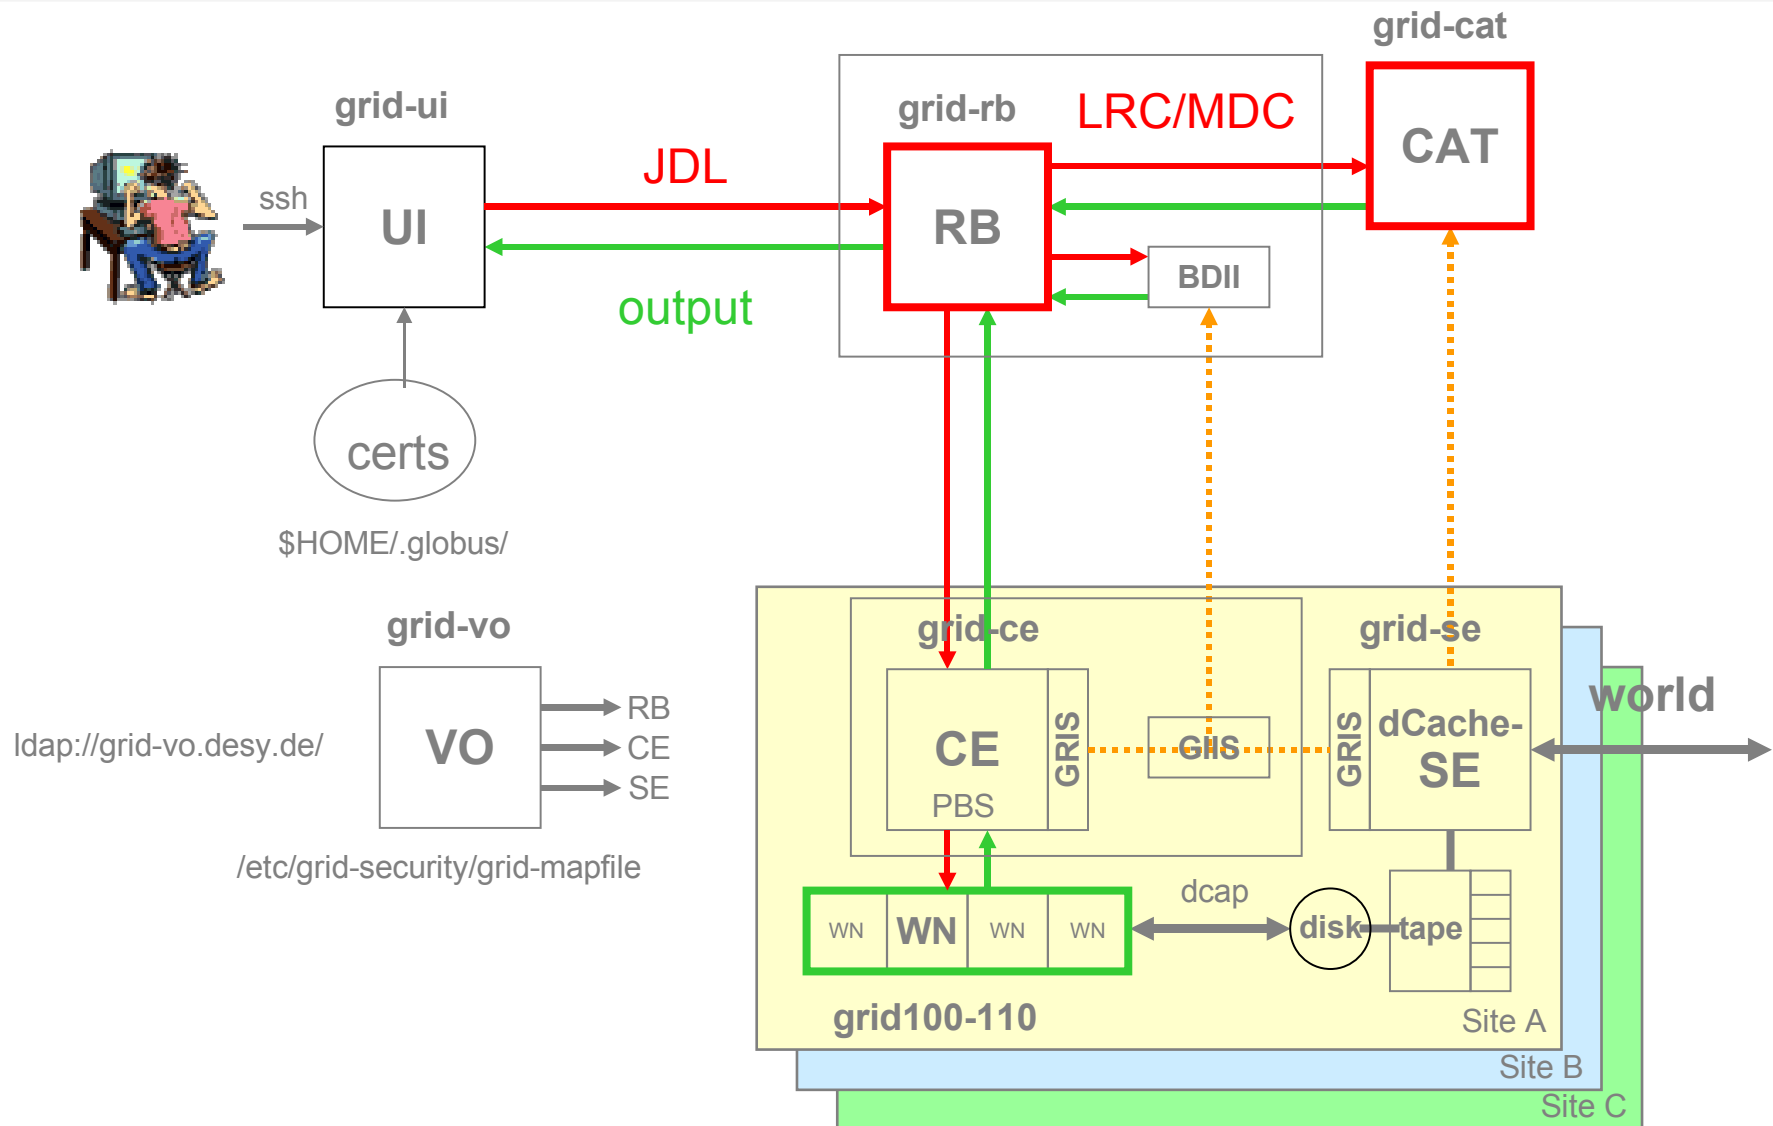 grid-cat
grid-ui
grid-rb
LRC/MDC
CAT
JDL
ssh
UI
RB
BDII
output
certs
$HOME/.globus/
grid-vo
grid-ce
grid-se
world
RB
ldap://grid-vo.desy.de/
VO
CE
SE
CE
GRIS
GIIS
GRIS
dCache-
SE
PBS
/etc/grid-security/grid-mapfile
dcap
WN
WN
WN
WN
disk
tape
grid100-110
Site A
Site B
Site C